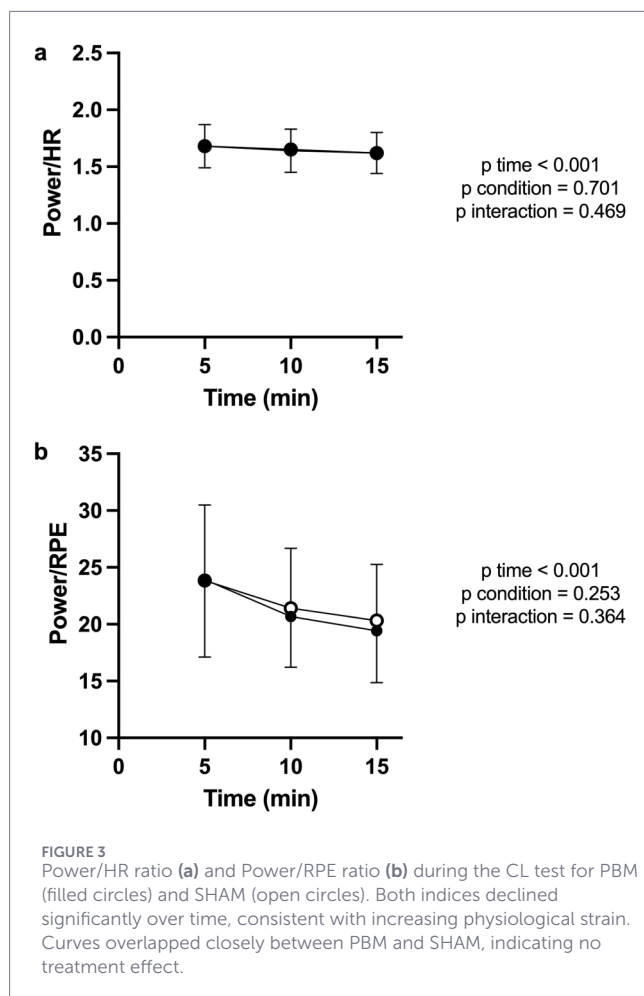 a
2.5
2.0
1.5
1.0
0.5
0.0
Power/HR
0 5 10 15
Time (min)
p time < 0.001
p condition = 0.701
p interaction = 0.469
b
35
30
25
20
15
10
Power/RPE
0 5 10 15
Time (min)
p time < 0.001
p condition = 0.253
p interaction = 0.364
FIGURE 3
Power/HR ratio (a) and Power/RPE ratio (b) during the CL test for PBM
(filled circles) and SHAM (open circles). Both indices declined
significantly over time, consistent with increasing physiological strain.
Curves overlapped closely between PBM and SHAM, indicating no
treatment effect.